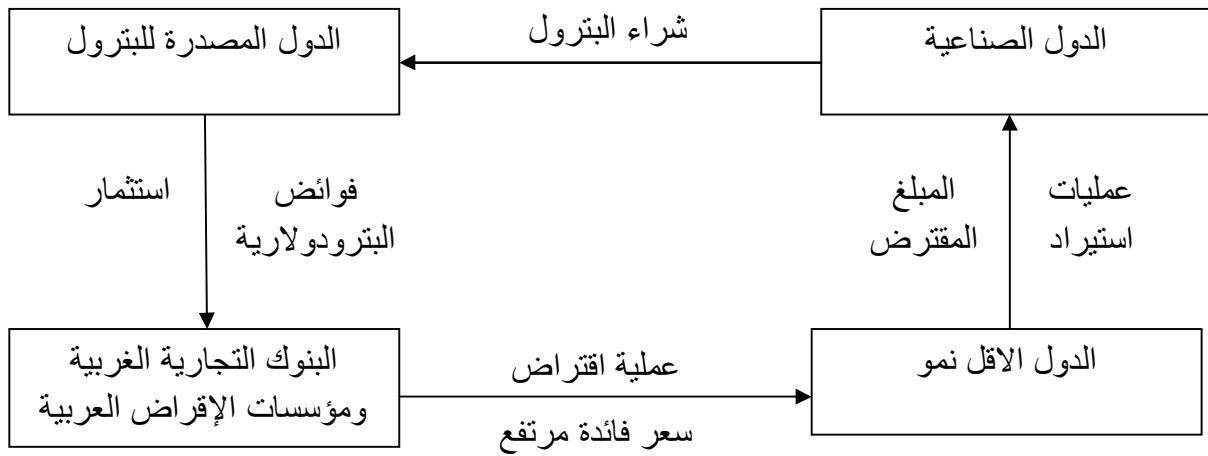 الدول الصناعية
شراء البترول
الدول المصدرة للبترول
عمليات
استيراد
المبلغ
المقترض
فوائض
البترودولارية
استثمار
البنوك التجارية الغربية
ومؤسسات الإقراض العربية
عملية اقتراض
سعر فائدة مرتفع
الدول الاقل نمو